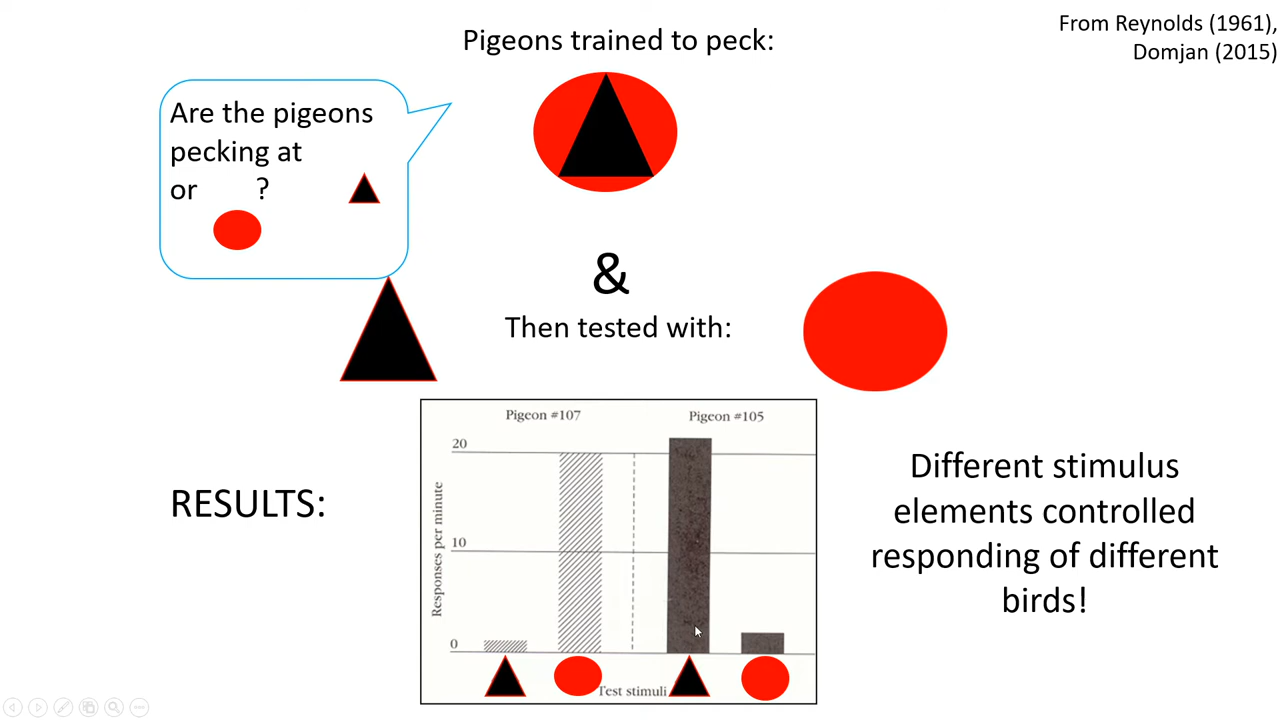 From Reynolds (1961),
Domjan (2015)
Pigeons trained to peck:
Are the pigeons
pecking at
or ?
&
Then tested with:
RESULTS:
Pigeon #107
Pigeon #105
20
10
0
Responses per minute
Test stimuli
Different stimulus
elements controlled
responding of different
birds!